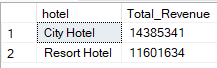 hotel Total_Revenue
1 City Hotel 14385341
2 Resort Hotel 11601634